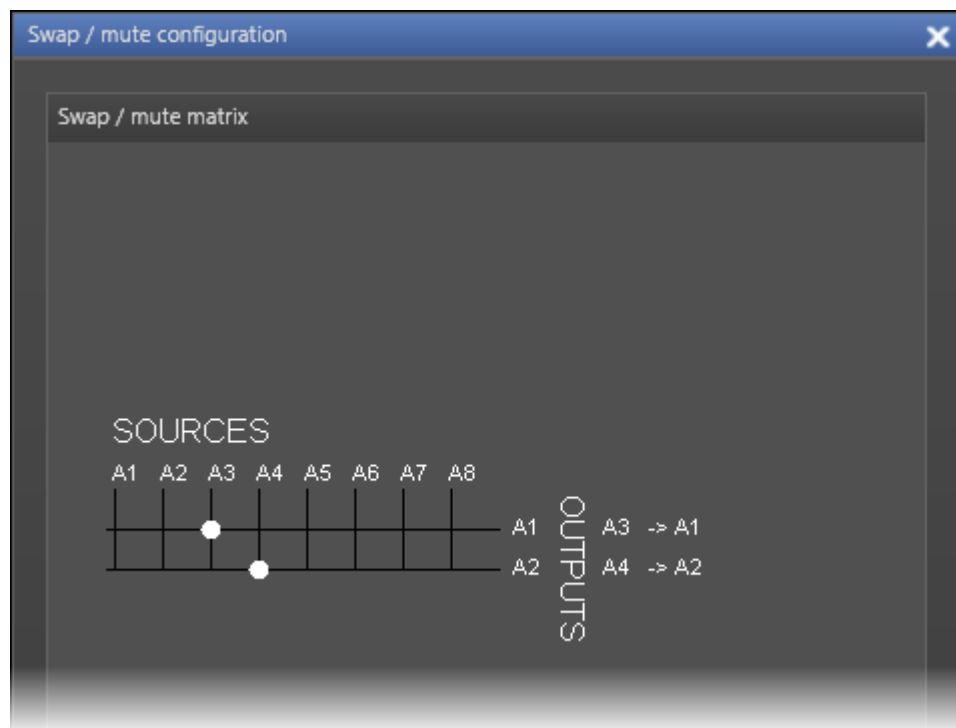 Swap / mute configuration
Swap / mute matrix
SOURCES
A1 A2 A3 A4 A5 A6 A7 A8
OUTPUTS
A1 A3 -> A1
A2 A4 -> A2